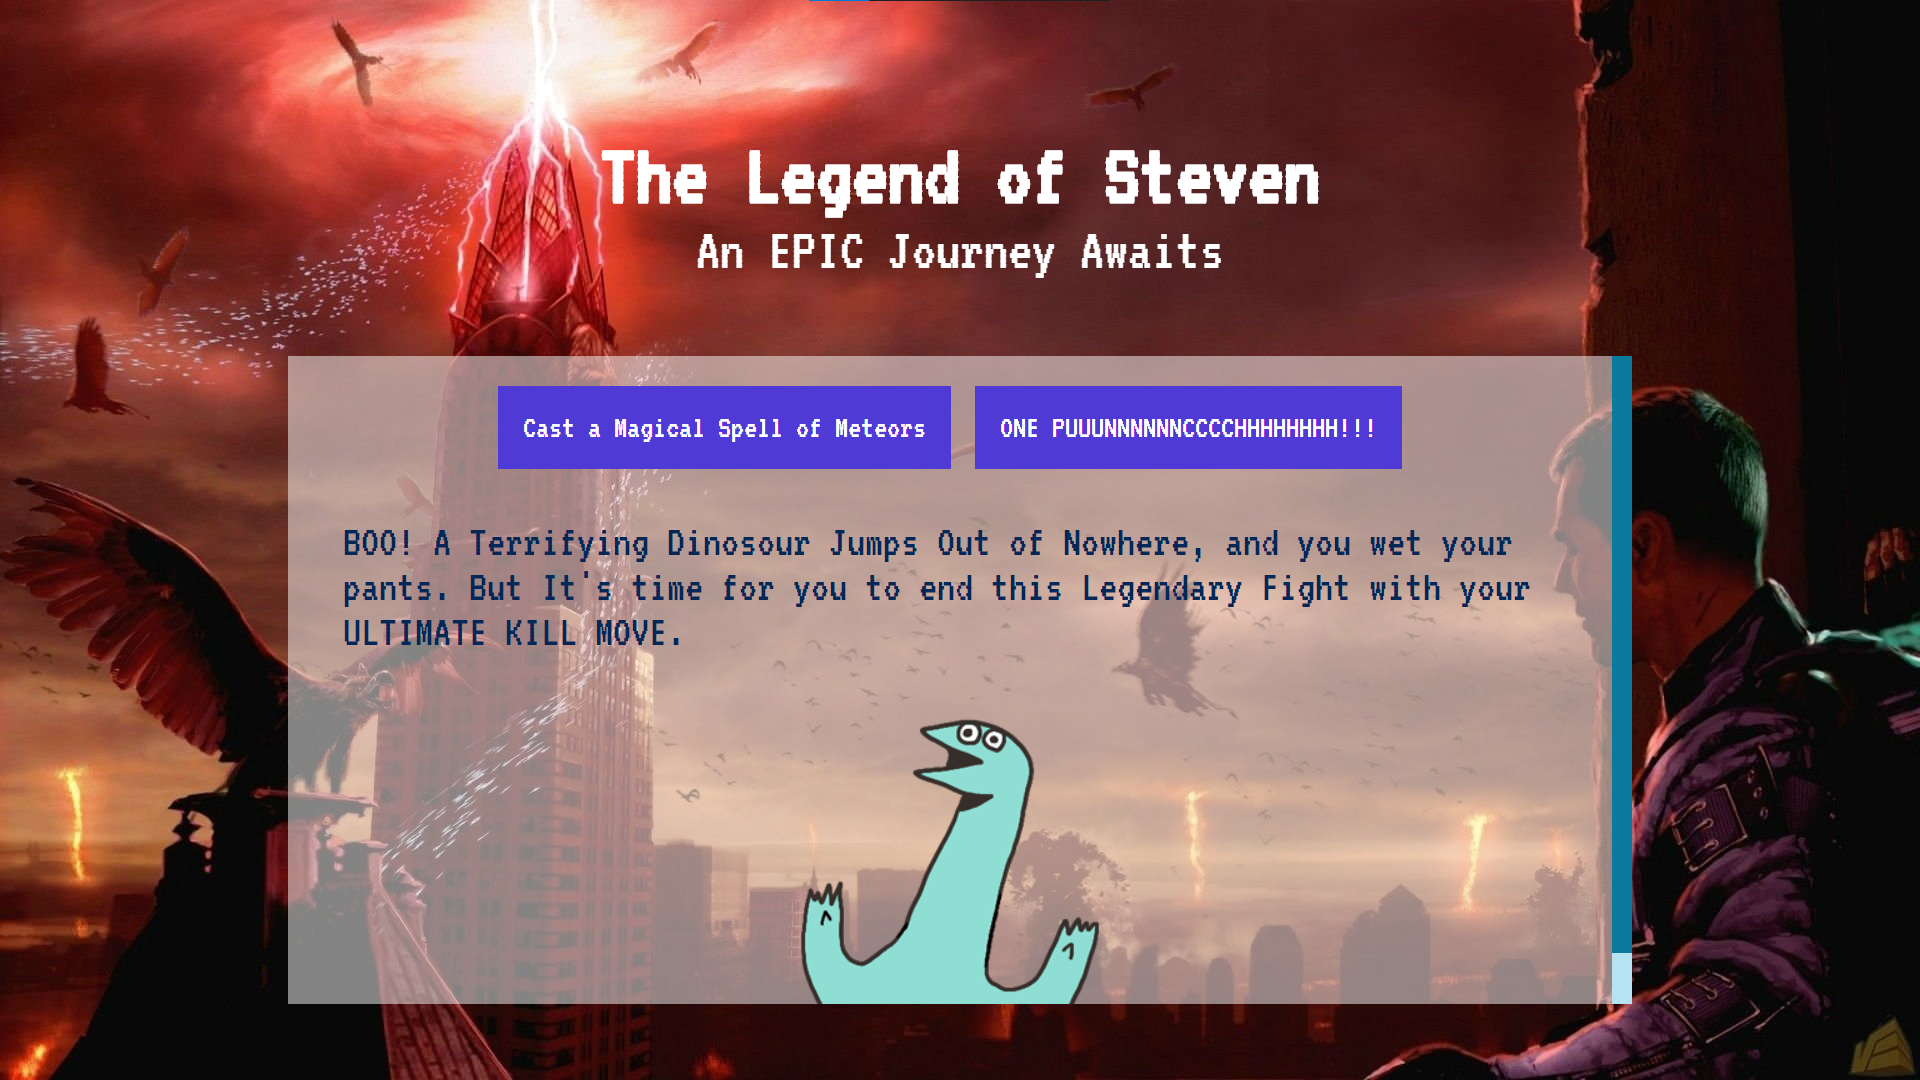 The Legend of Steven
An EPIC Journey Awaits
Cast a Magical Spell of Meteors
ONE PUUUNNNNNNNCCCCHHHHHHHH!!!
BOO! A Terrifying Dinosour Jumps Out of Nowhere, and you wet your
pants. But It's time for you to end this Legendary Fight with your
ULTIMATE KILL MOVE.